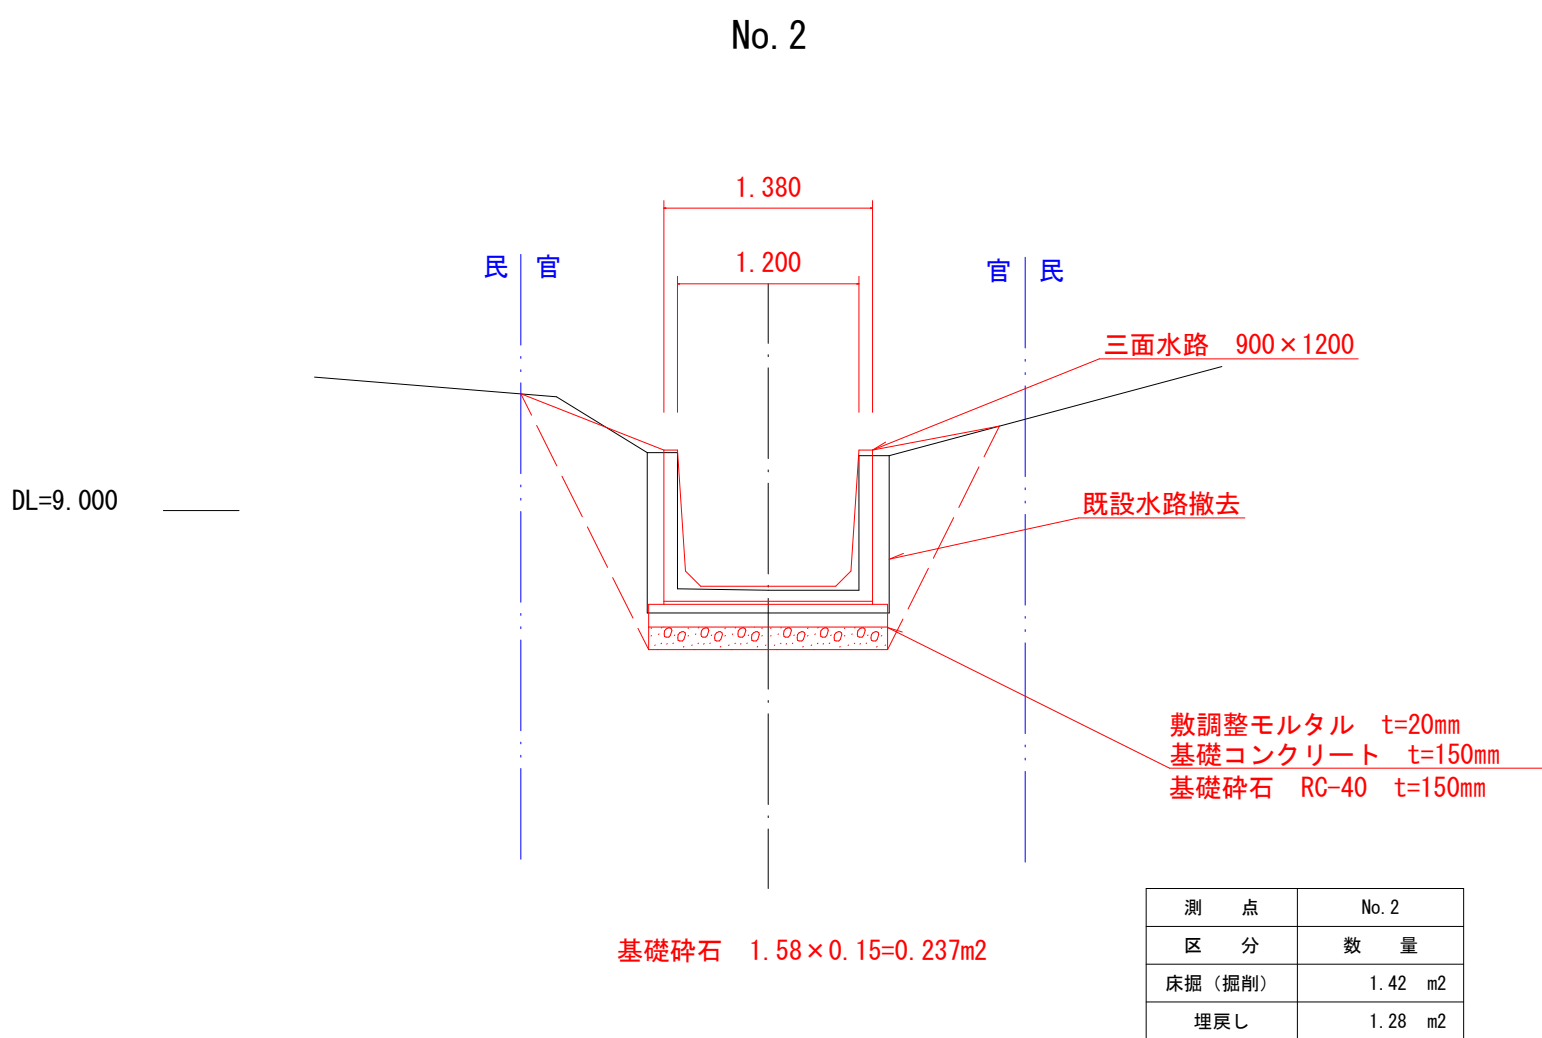 No.2
1.380
1.200
民 官
官 民
三面水路 900×1200
DL=9.000
既設水路撤去
敷調整モルタル t=20mm
基礎コンクリート t=150mm
基礎砕石 RC-40 t=150mm
基礎砕石 1.58×0.15=0.237m2
測 点 No.2
区 分 数 量
床掘(掘削) 1.42 m2
埋戻し 1.28 m2